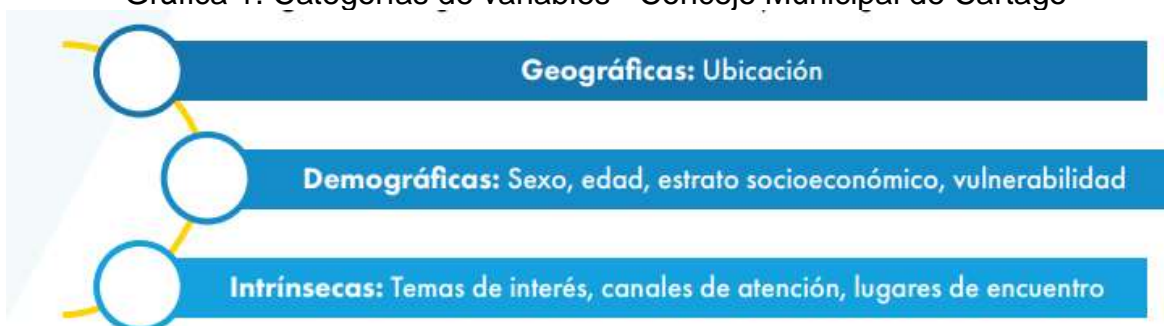 Gráfica 1. Categorías de variables - Concejo Municipal de Cartago
Geográficas: Ubicación
Demográficas: Sexo, edad, estrato socioeconómico, vulnerabilidad
Intrínsecas: Temas de interés, canales de atención, lugares de encuentro